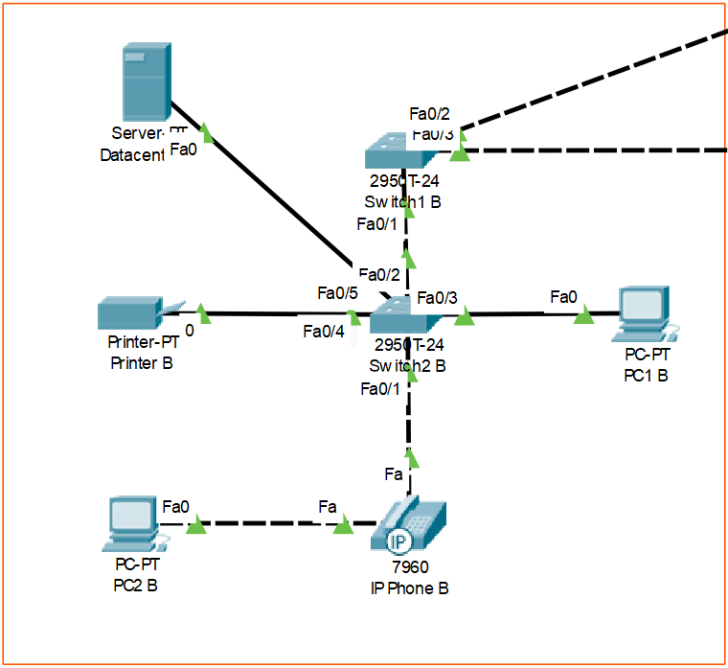 Fa0/2
Fa0/3
Server-PT
Datacent
Fa0
2950T-24
Switch1 B
Fa0/1
Fa0/2
Fa0/5
Fa0/3
Fa0
0
Fa0/4
Printer-PT
Printer B
2950T-24
Switch2 B
PC-PT
PC1 B
Fa0/1
Fa
Fa0
Fa
IP
PC-PT
PC2 B
7960
IP Phone B